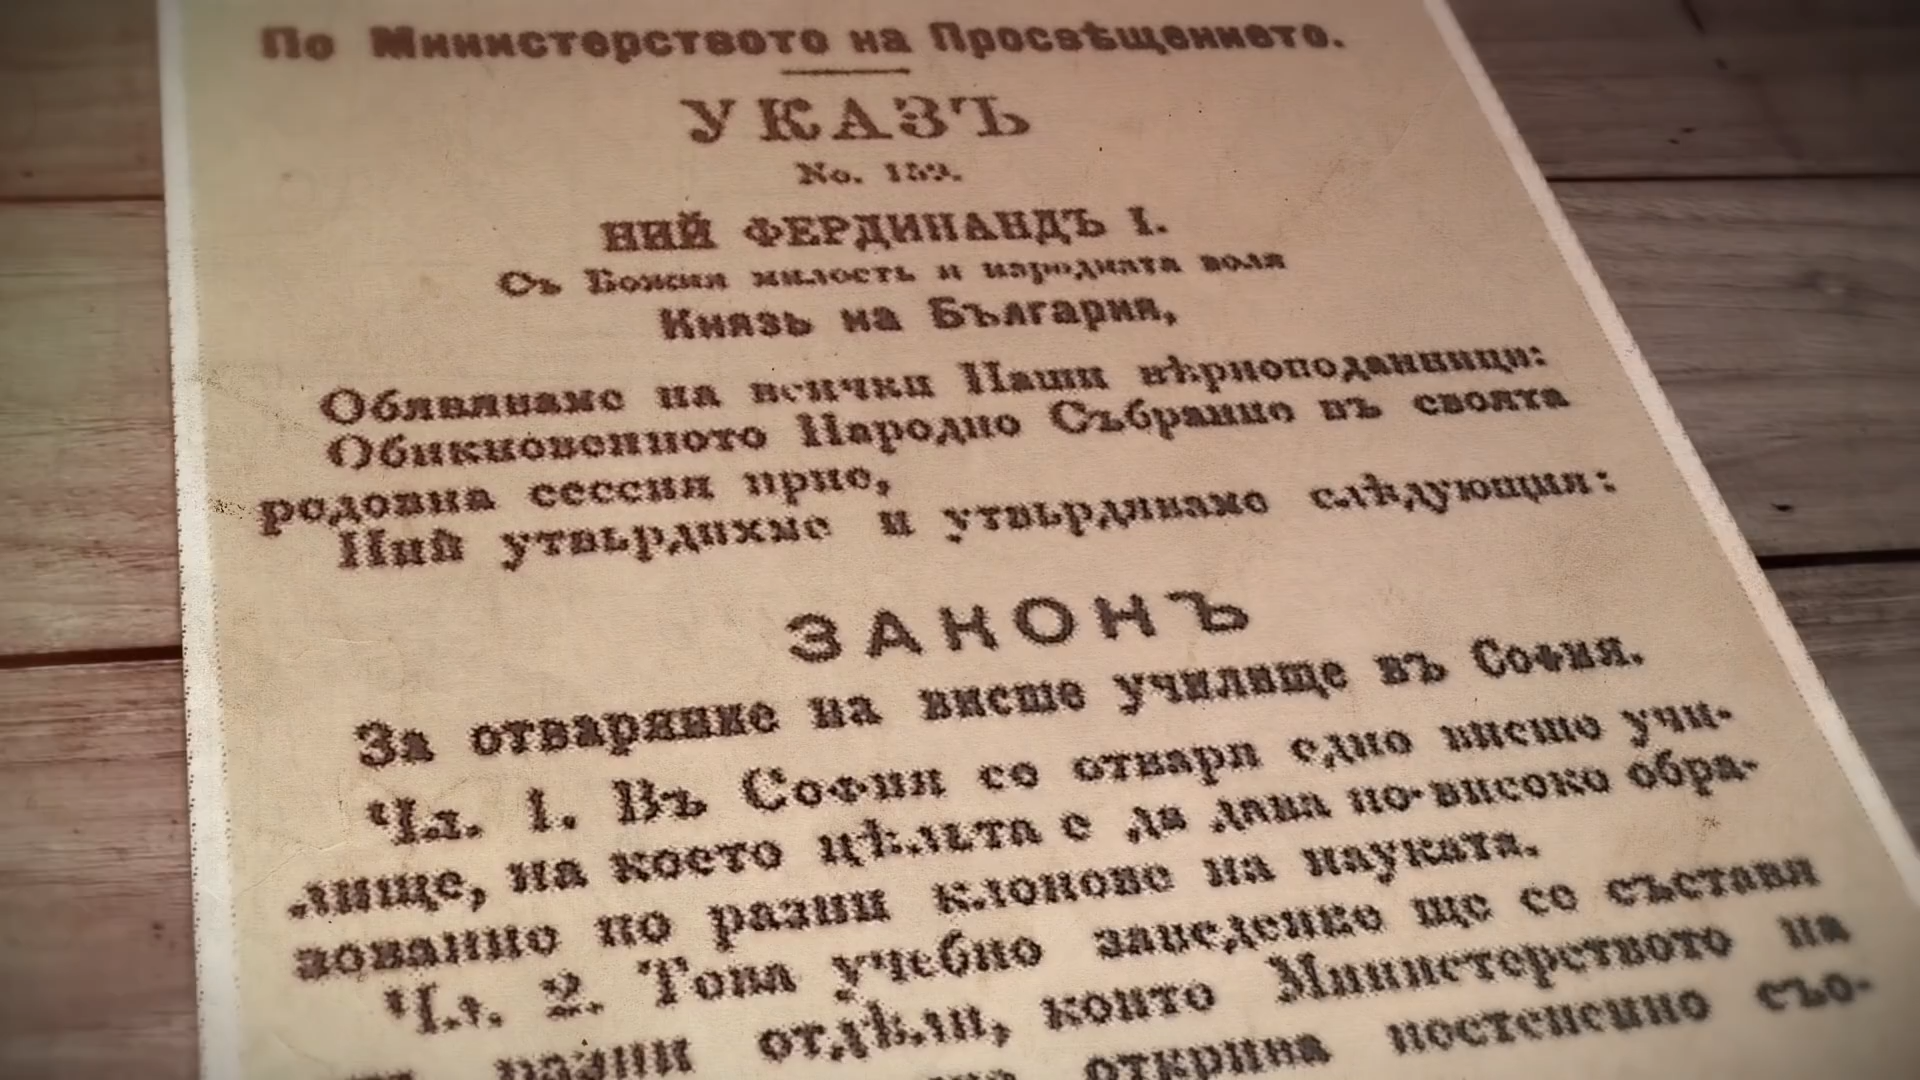 По Министерството на Просвѣщението.
УКАЗЪ
No. 152.
НИЙ ФЕРДИНАНДЪ I.
Съ Божия милость и народната воля
Князь на България,
Обявяваме на всички Наши вѣрноподанници:
Обикновенното Народно Събрание въ своята
редовна сессия прие,
Ний утвърдихме и утвърдяваме слѣдующия:
ЗАКОНЪ
За отваряние на висше училище въ София.
Чл. 1. Въ София се отваря едно висше учи-
лище, на което цѣльта е да дава по-високо обра-
зование по разни клонове на науката.
Чл. 2. Това учебно заведение ще се съставя
разни отдѣли, които Министерството на
открива постепенно съо-